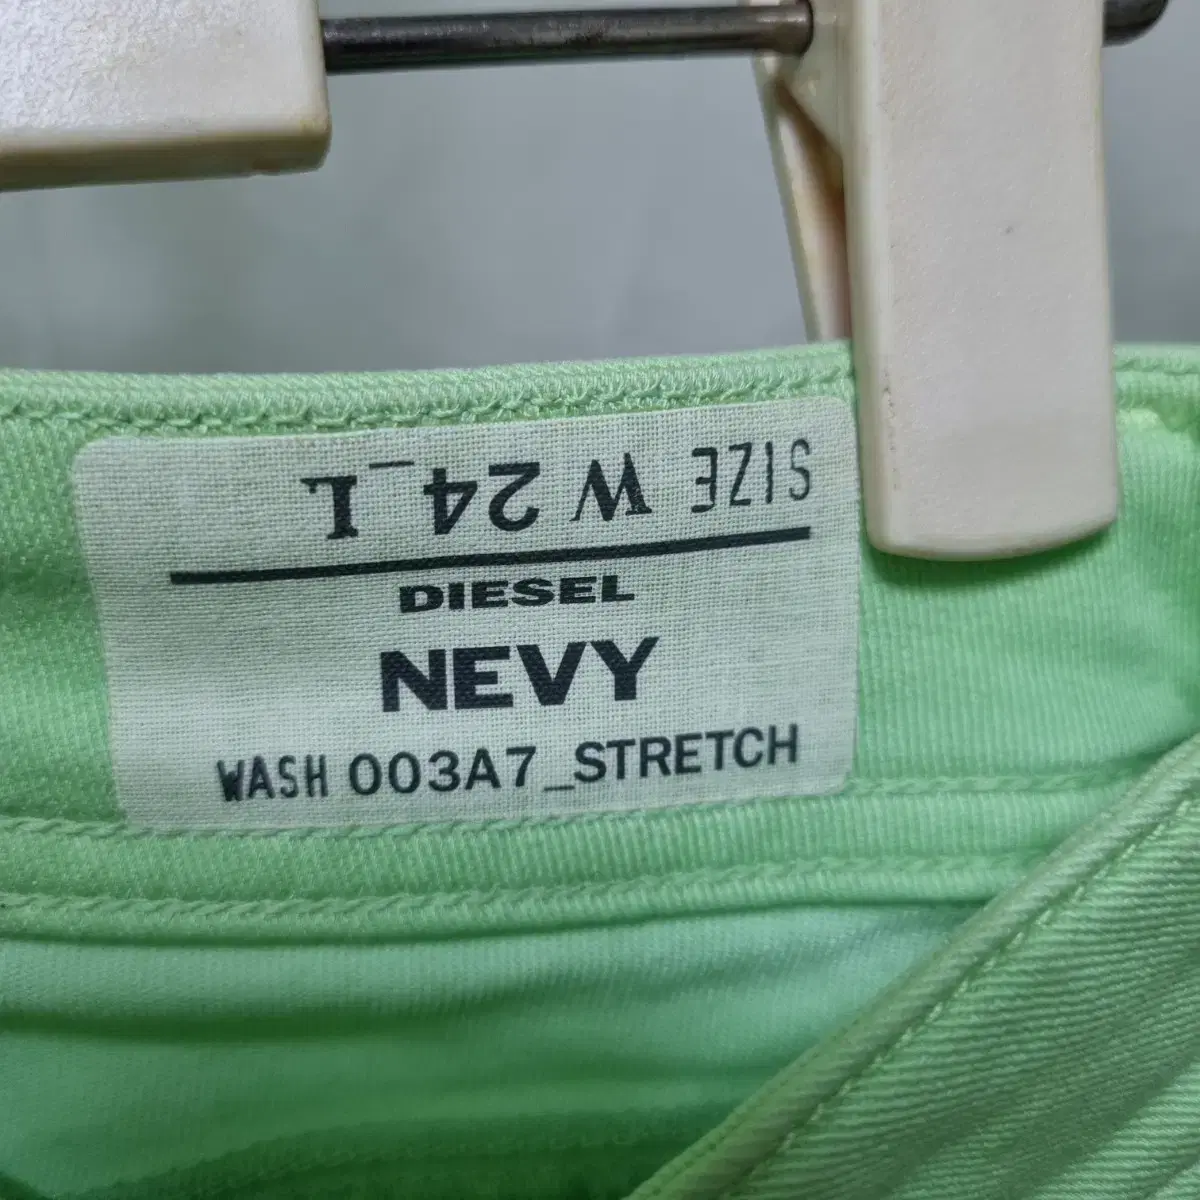 SIZE W 24_L
DIESEL
NEVY
WASH 003A7_STRETCH